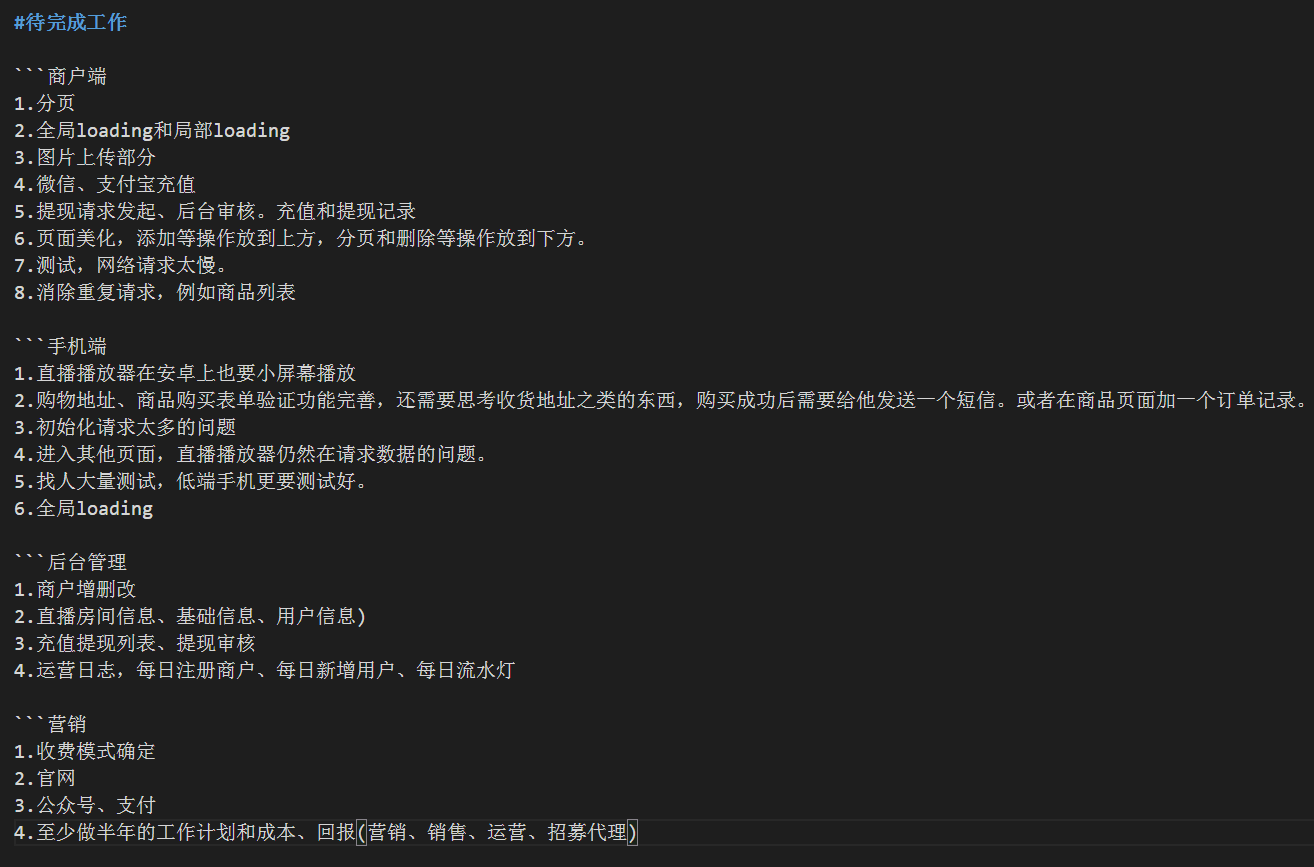 #待完成工作
```商户端
1.分页
2.全局loading和局部loading
3.图片上传部分
4.微信、支付宝充值
5.提现请求发起、后台审核。充值和提现记录
6.页面美化，添加等操作放到上方，分页和删除等操作放到下方。
7.测试，网络请求太慢。
8.消除重复请求，例如商品列表
```手机端
1.直播播放器在安卓上也要小屏幕播放
2.购物地址、商品购买表单验证功能完善，还需要思考收货地址之类的东西，购买成功后需要给他发送一个短信。或者在商品页面加一个订单记录。
3.初始化请求太多的问题
4.进入其他页面，直播播放器仍然在请求数据的问题。
5.找人大量测试，低端手机更要测试好。
6.全局loading
```后台管理
1.商户增删改
2.直播房间信息、基础信息、用户信息)
3.充值提现列表、提现审核
4.运营日志，每日注册商户、每日新增用户、每日流水灯
```营销
1.收费模式确定
2.官网
3.公众号、支付
4.至少做半年的工作计划和成本、回报(营销、销售、运营、招募代理)